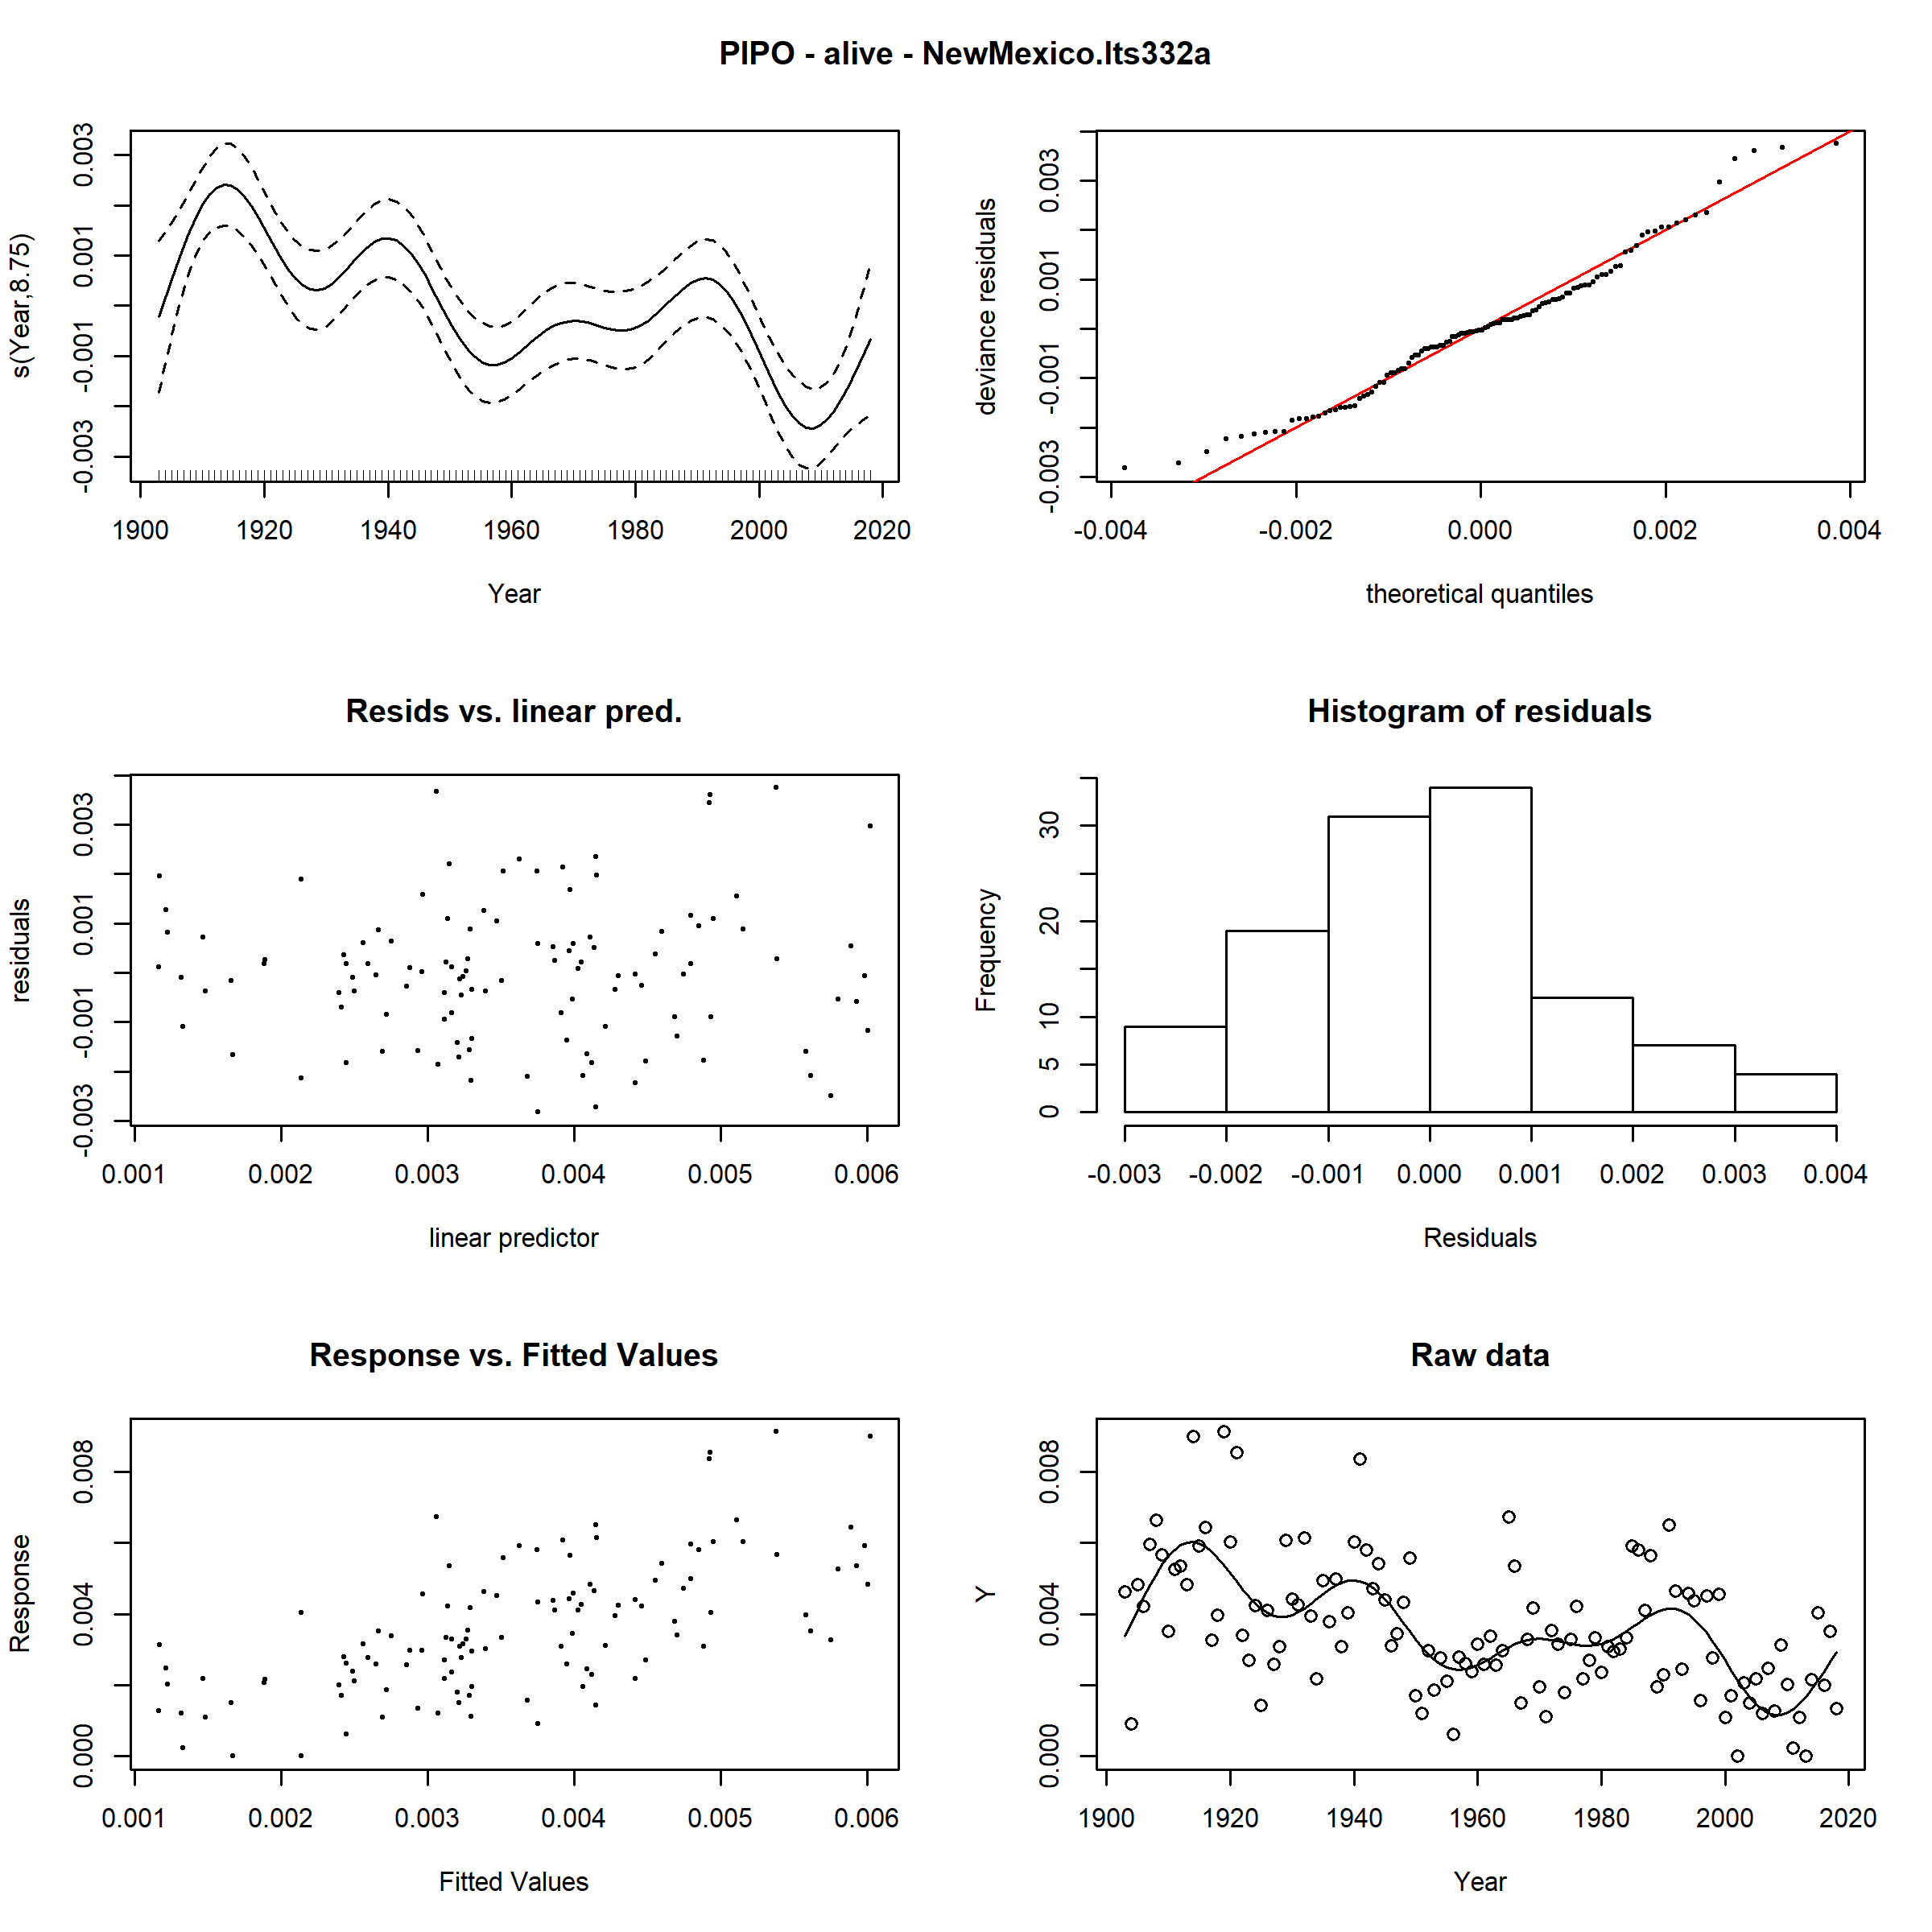 PIPO - alive - NewMexico.lts332a
s(Year,8.75)
0.003
0.001
-0.001
-0.003
1900 1920 1940 1960 1980 2000 2020
Year
deviance residuals
0.003
0.001
-0.001
-0.003
-0.004 -0.002 0.000 0.002 0.004
theoretical quantiles
Resids vs. linear pred.
residuals
0.003
0.001
-0.001
-0.003
0.001 0.002 0.003 0.004 0.005 0.006
linear predictor
Histogram of residuals
Frequency
30
20
10
5
0
-0.003 -0.002 -0.001 0.000 0.001 0.002 0.003 0.004
Residuals
Response vs. Fitted Values
Response
0.008
0.004
0.000
0.001 0.002 0.003 0.004 0.005 0.006
Fitted Values
Raw data
Y
0.008
0.004
0.000
1900 1920 1940 1960 1980 2000 2020
Year